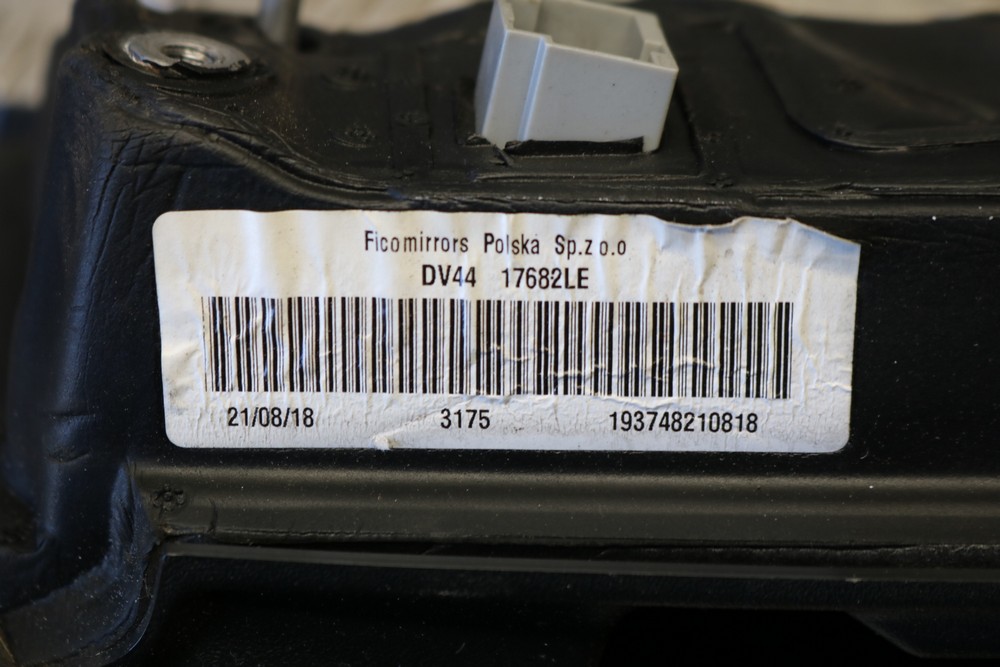 Ficomirrors Polska Sp.z o.o
DV44 17682LE
21/08/18 3175 193748210818